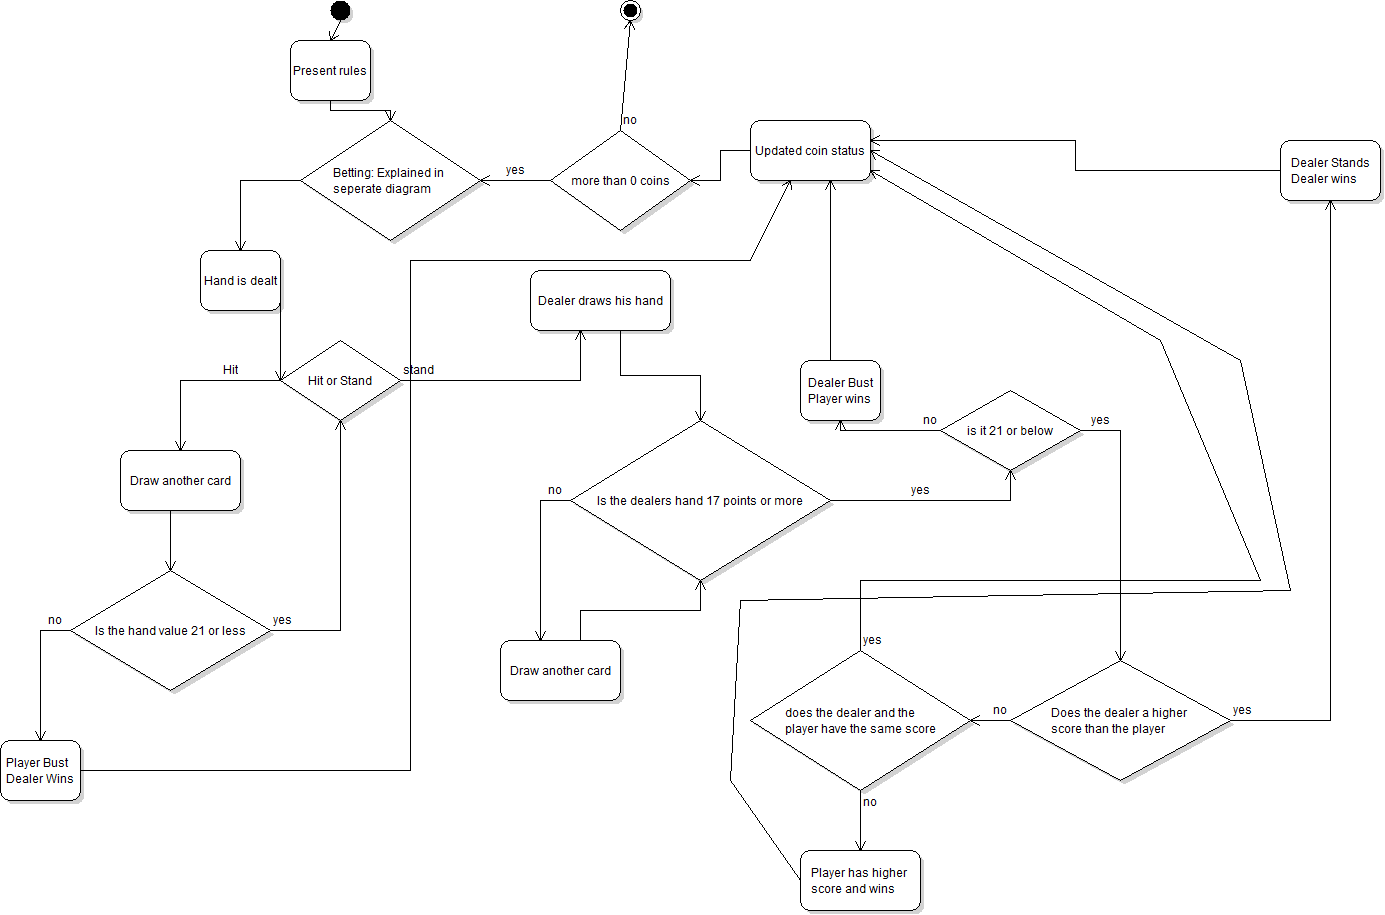 Present rules
no
Updated coin status
Betting: Explained in
seperate diagram
yes
more than 0 coins
Dealer Stands
Dealer wins
Hand is dealt
Dealer draws his hand
Hit
Hit or Stand
stand
Dealer Bust
Player wins
no
is it 21 or below
yes
Draw another card
no
Is the dealers hand 17 points or more
yes
no
Is the hand value 21 or less
yes
Draw another card
yes
does the dealer and the
player have the same score
no
Does the dealer a higher
score than the player
yes
Player Bust
Dealer Wins
no
Player has higher
score and wins